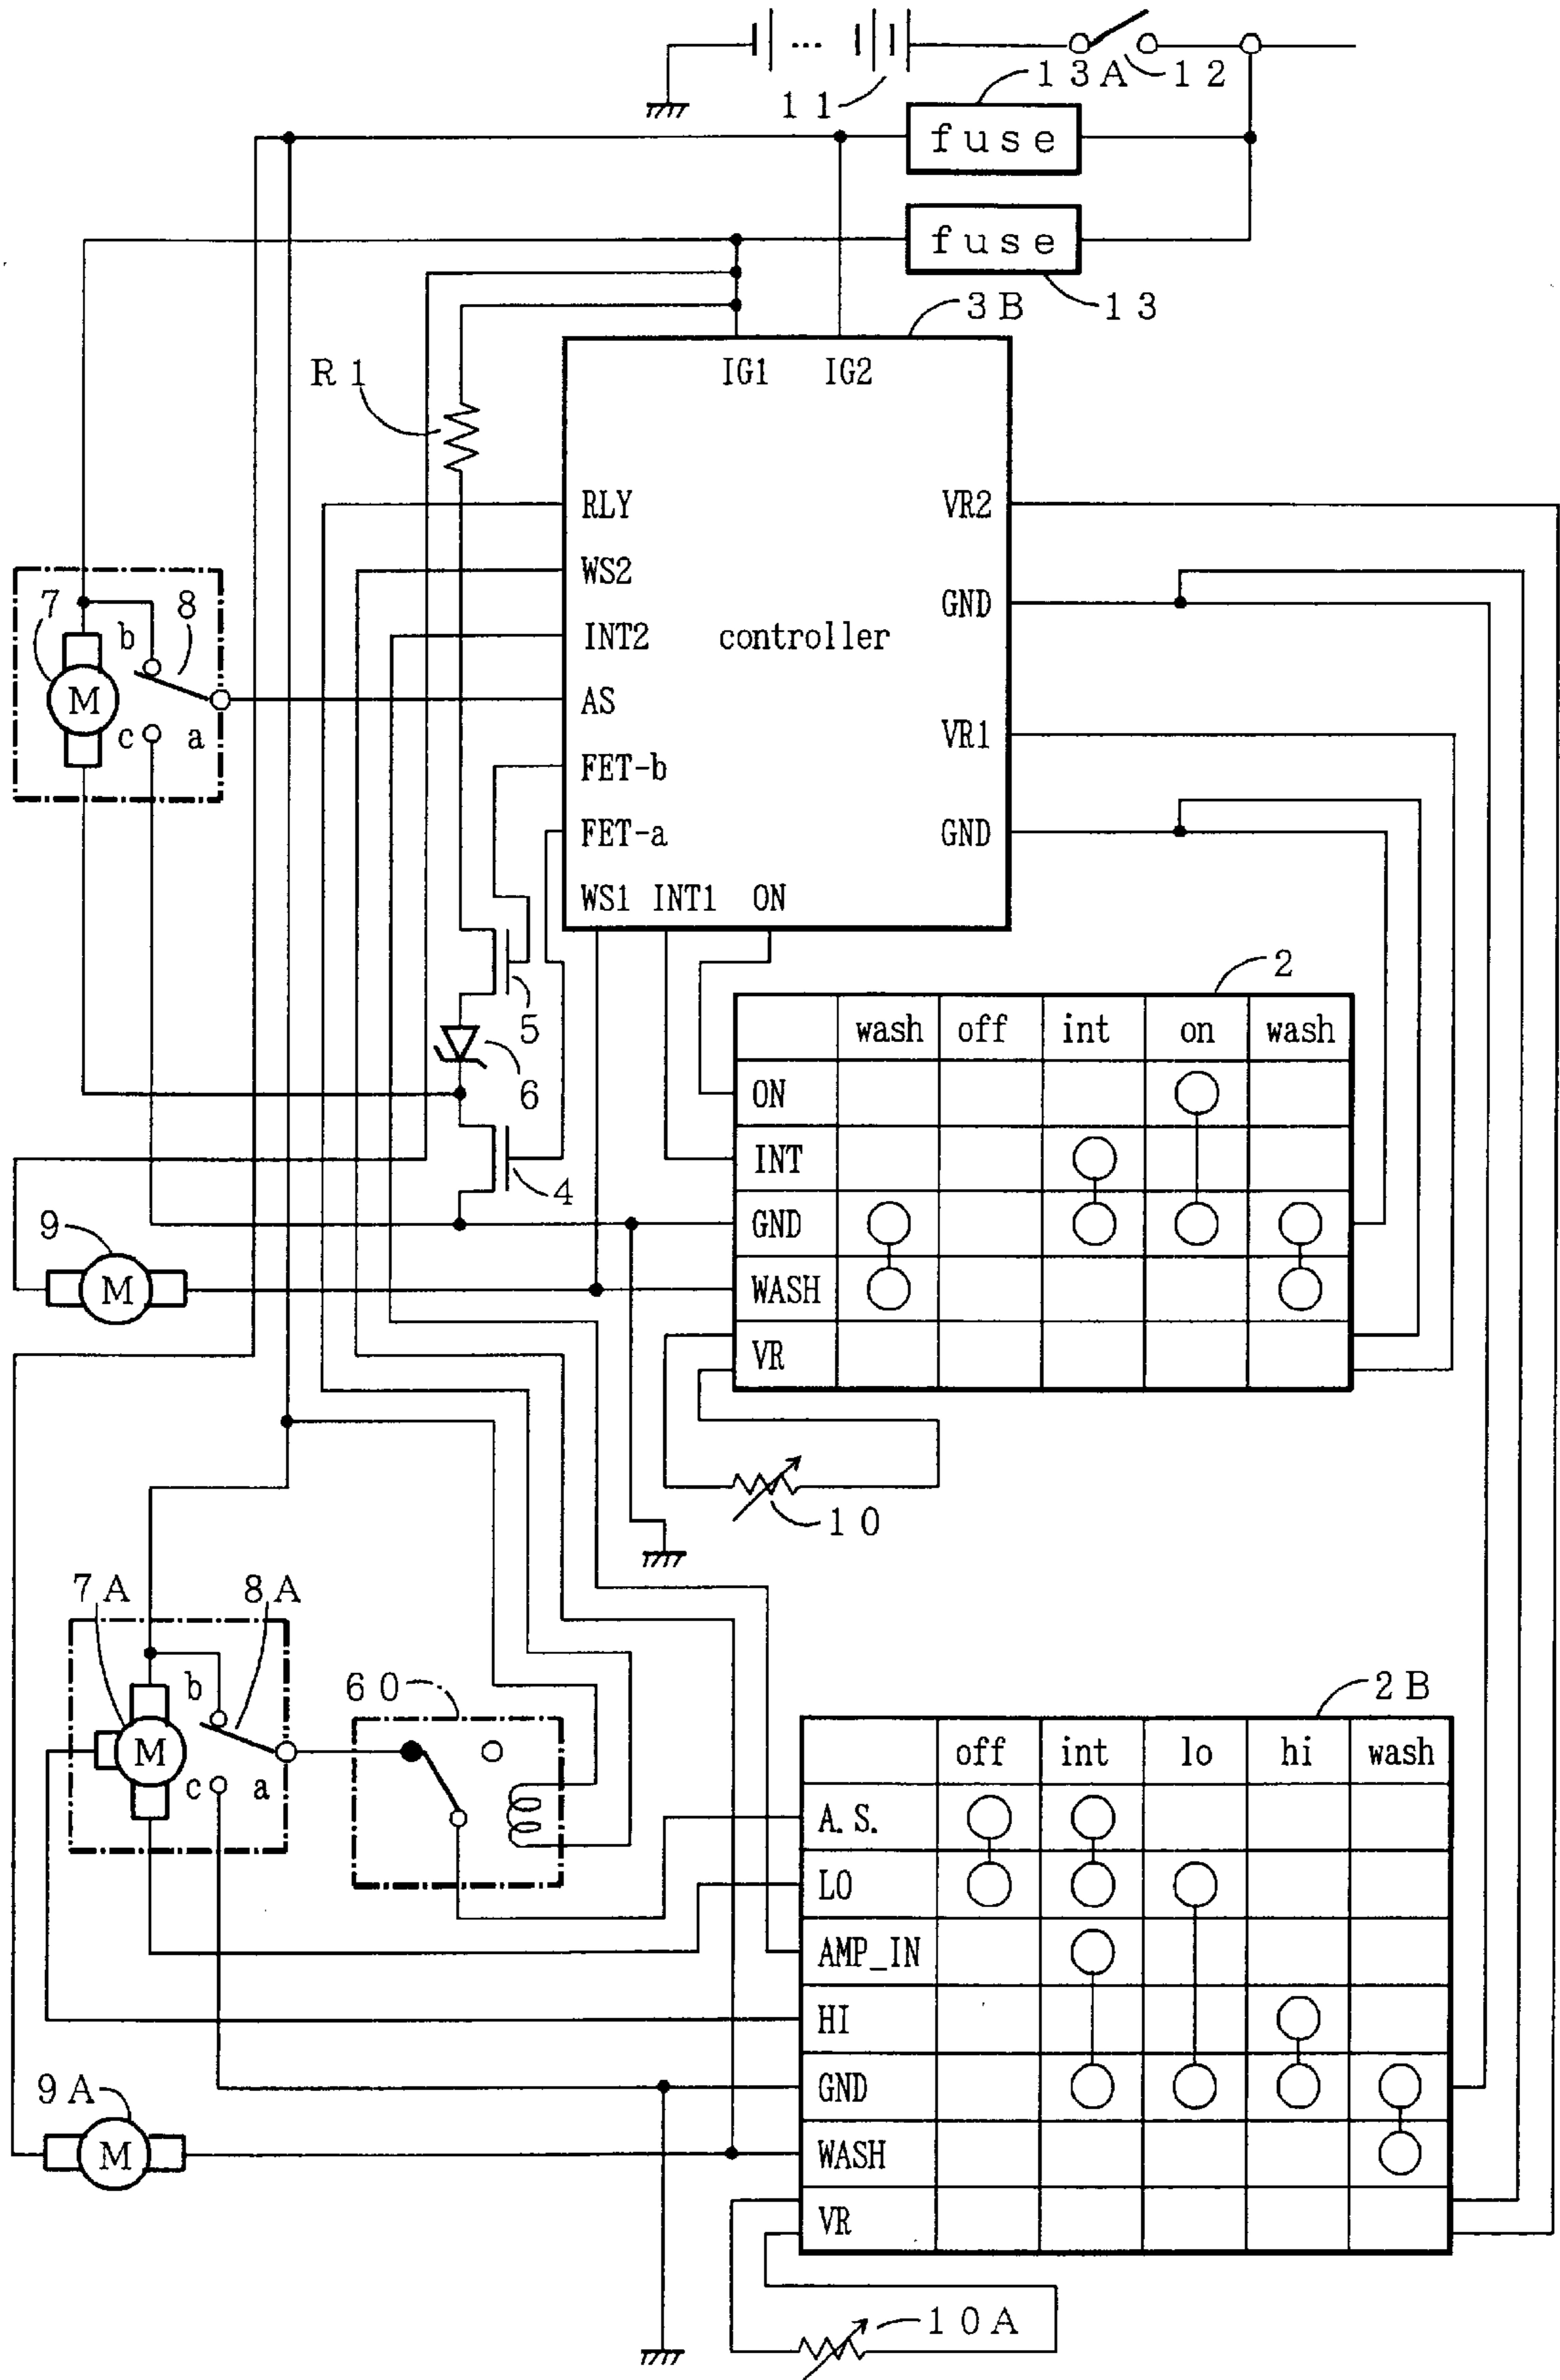 13A 12
11
fuse
fuse
3B 13
IG1 IG2
R1
RLY VR2
WS2
7 8 GND
b INT2 controller
M AS
c a VR1
FET-b
FET-a GND
WS1 INT1 ON
2
5 wash off int on wash
6 ON
INT
4
9 GND
M WASH
VR
10
7A 8A
b 60 2B
off int lo hi wash
M
c a A.S.
LO
AMP_IN
HI
9A GND
M WASH
VR
10A